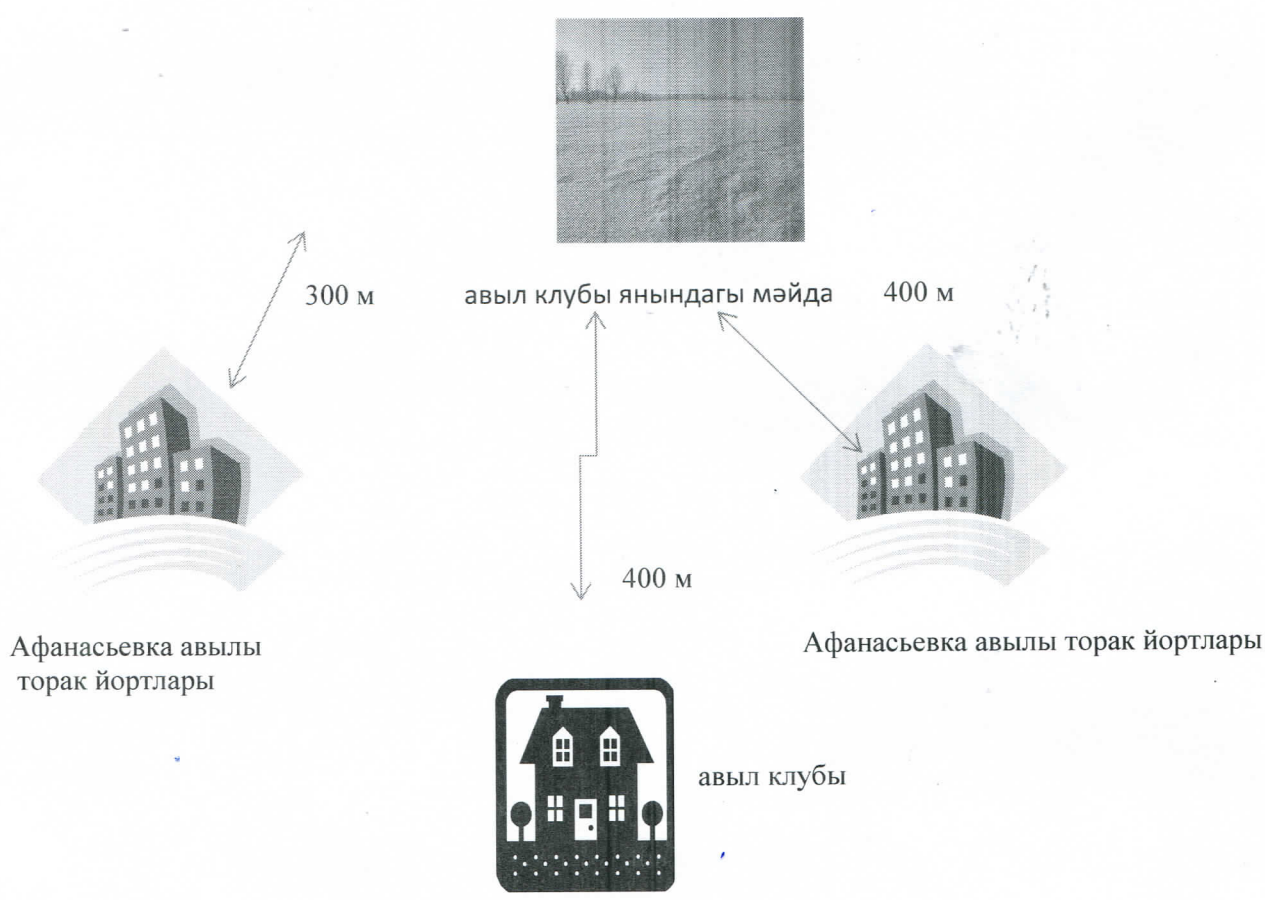 300 м
авыл клубы янындагы мәйда
400 м
400 м
Афанасьевка авылы
торак йортлары
Афанасьевка авылы торак йортлары
авыл клубы